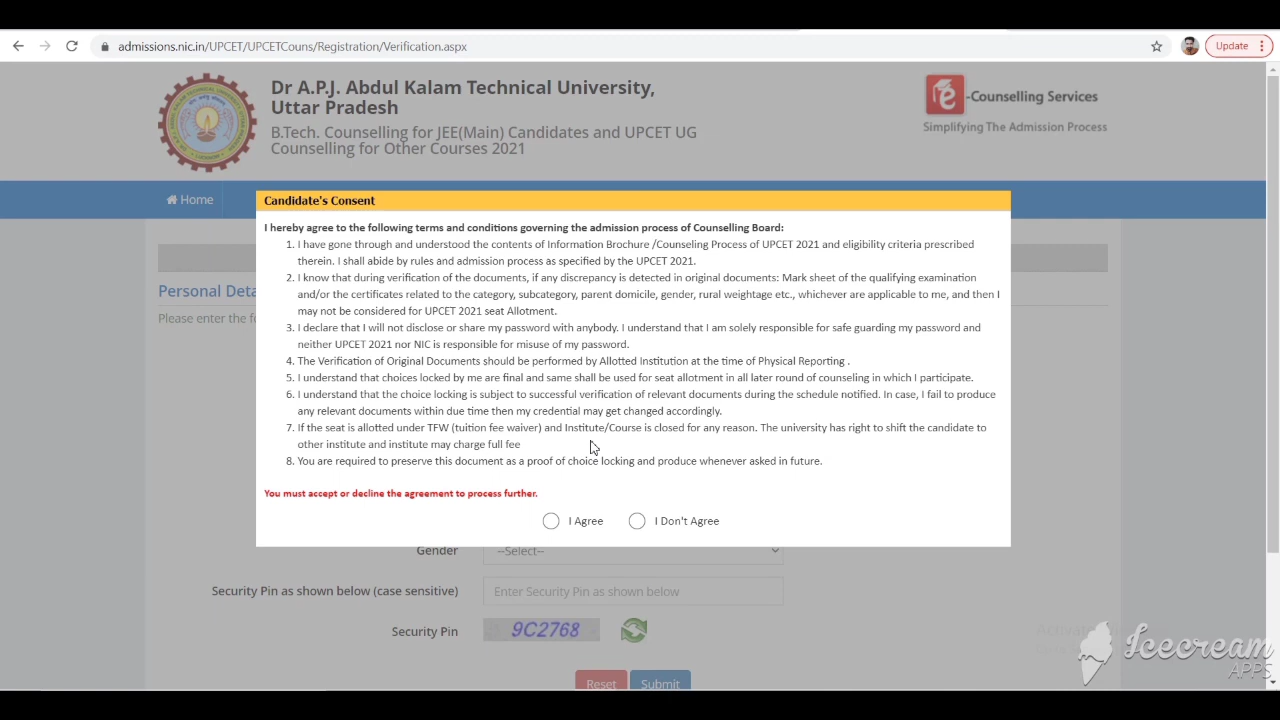 admissions.nic.in/UPCET/UPCETCouns/Registration/Verification.aspx
Update
Dr A.P.J. Abdul Kalam Technical University,
Uttar Pradesh
B.Tech. Counselling for JEE(Main) Candidates and UPCET UG
Counselling for Other Courses 2021
e-Counselling Services
Simplifying The Admission Process
Home
Candidate's Consent
I hereby agree to the following terms and conditions governing the admission process of Counselling Board:
1. I have gone through and understood the contents of Information Brochure /Counseling Process of UPCET 2021 and eligibility criteria prescribed
therein. I shall abide by rules and admission process as specified by the UPCET 2021.
2. I know that during verification of the documents, if any discrepancy is detected in original documents: Mark sheet of the qualifying examination
and/or the certificates related to the category, subcategory, parent domicile, gender, rural weightage etc., whichever are applicable to me, and then I
may not be considered for UPCET 2021 seat Allotment.
3. I declare that I will not disclose or share my password with anybody. I understand that I am solely responsible for safe guarding my password and
neither UPCET 2021 nor NIC is responsible for misuse of my password.
4. The Verification of Original Documents should be performed by Allotted Institution at the time of Physical Reporting .
5. I understand that choices locked by me are final and same shall be used for seat allotment in all later round of counseling in which I participate.
6. I understand that the choice locking is subject to successful verification of relevant documents during the schedule notified. In case, I fail to produce
any relevant documents within due time then my credential may get changed accordingly.
7. If the seat is allotted under TFW (tuition fee waiver) and Institute/Course is closed for any reason. The university has right to shift the candidate to
other institute and institute may charge full fee
8. You are required to preserve this document as a proof of choice locking and produce whenever asked in future.
You must accept or decline the agreement to process further.
I Agree
I Don't Agree
Personal Deta
Please enter the fo
Gender
--Select--
Security Pin as shown below (case sensitive)
Enter Security Pin as shown below
Security Pin
9C2768
Reset
Submit
Icecream
APPS